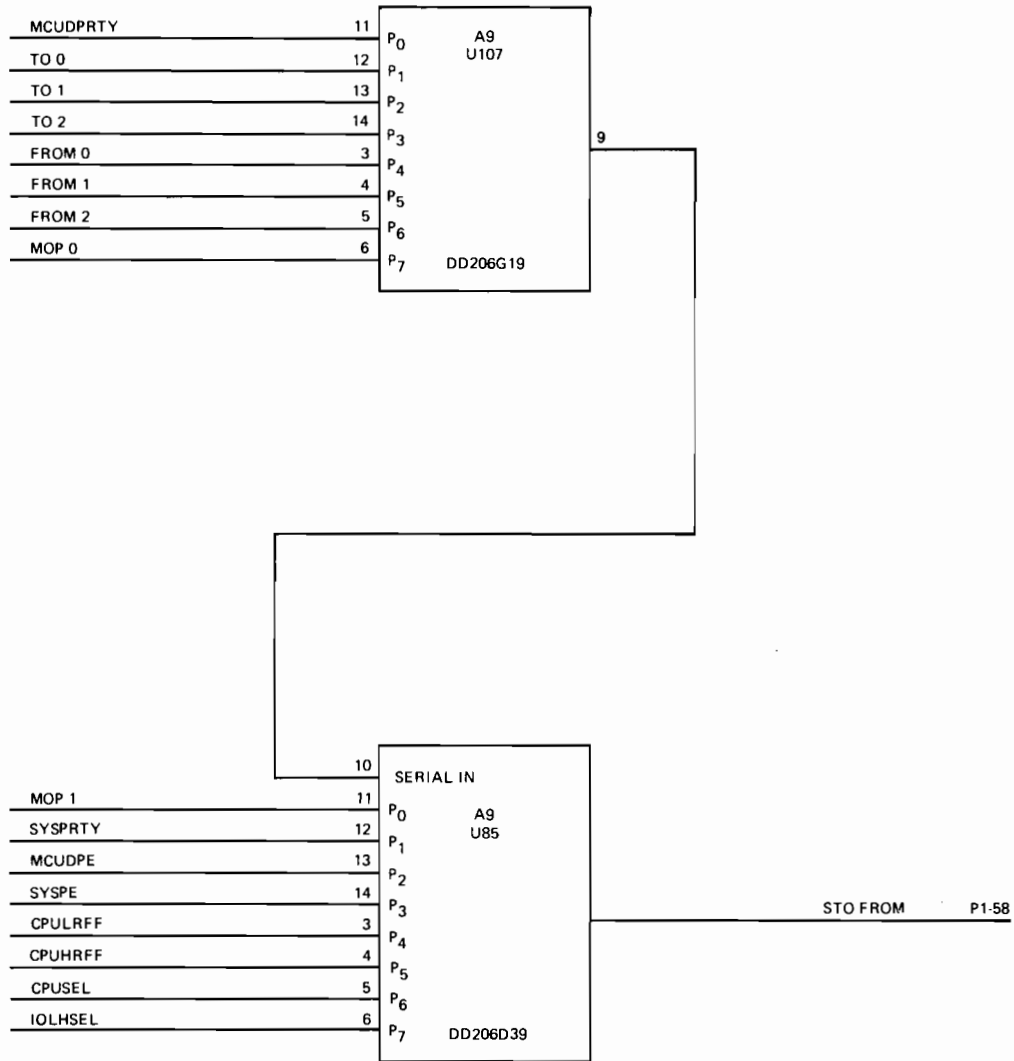 MCUDPRTY 11 P0 A9
TO 0 12 P1 U107
TO 1 13 P2
TO 2 14 P3 9
FROM 0 3 P4
FROM 1 4 P5
FROM 2 5 P6
MOP 0 6 P7 DD206G19
10 SERIAL IN
MOP 1 11 P0 A9
SYSPRTY 12 P1 U85
MCUDPE 13 P2
SYSPE 14 P3 STO FROM P1-58
CPULRFF 3 P4
CPUHRFF 4 P5
CPUSEL 5 P6
IOLHSEL 6 P7 DD206D39